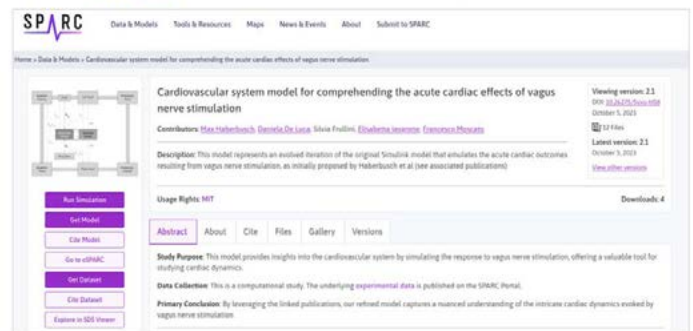 SPARC
Data & Models Tools & Resources Maps News & Events About Submit to SPARC
Home > Data & Models > Cardiovascular system model for comprehending the acute cardiac effects of vagus nerve stimulation
Cardiovascular system model for comprehending the acute cardiac effects of vagus
nerve stimulation
Contributors: Max Haberbusch, Daniela De Luca, Silvia Frullini, Elisabetta Iavarone, Francesco Moscato
Description: This model represents an evolved iteration of the original Simulink model that emulates the acute cardiac outcomes
resulting from vagus nerve stimulation, as initially proposed by Haberbusch et al (see associated publications)
Usage Rights: MIT
Downloads: 4
Viewing version: 2.1
DOI:
October 5, 2023
12 Files
Latest version: 2.1
October 5, 2023
View other versions
Run Simulation
Get Model
Cite Model
Go to oSPARC
Get Dataset
Cite Dataset
Explore in SDS Viewer
Abstract About Cite Files Gallery Versions
Study Purpose: This model provides insights into the cardiovascular system by simulating the response to vagus nerve stimulation, offering a valuable tool for
studying cardiac dynamics.
Data Collection: This is a computational study. The underlying experimental data is published on the SPARC Portal.
Primary Conclusion: By leveraging the linked publications, our refined model captures a nuanced understanding of the intricate cardiac dynamics evoked by
vagus nerve stimulation.